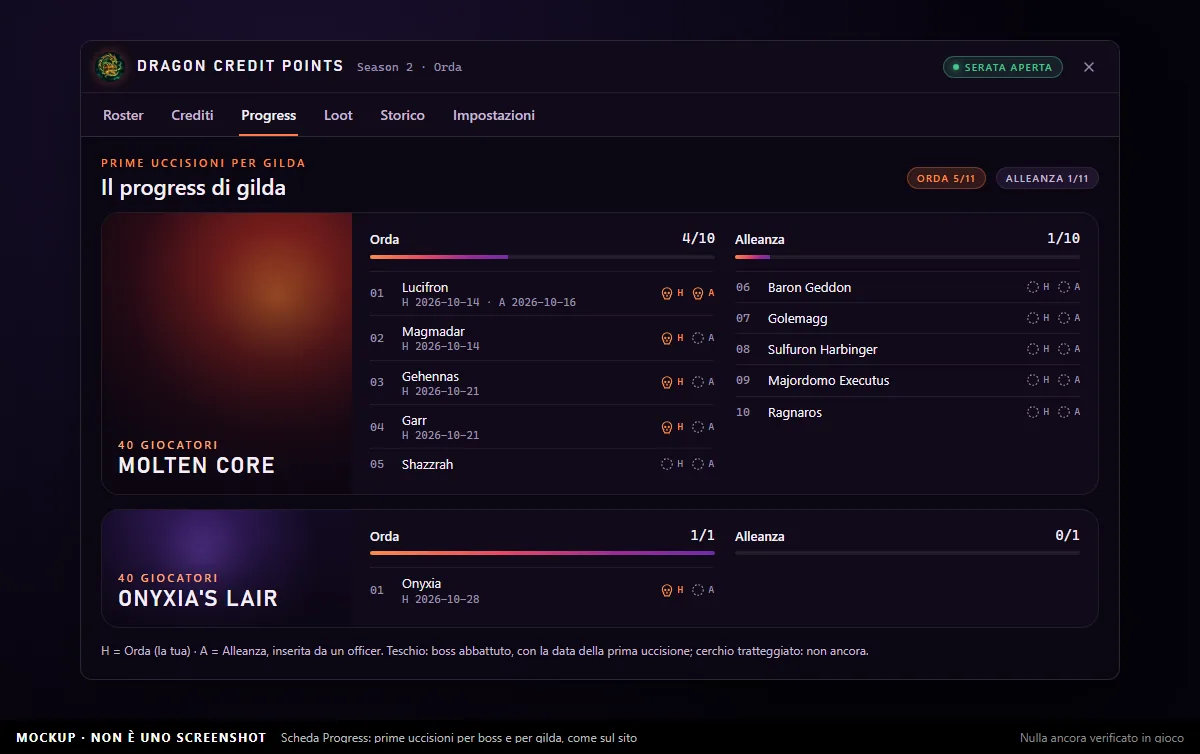 DRAGON CREDIT POINTS Season 2 · Orda
SERATA APERTA
Roster Crediti Progress Loot Storico Impostazioni
PRIME UCCISIONI PER GILDA
Il progress di gilda
ORDA 5/11 ALLEANZA 1/11
40 GIOCATORI
MOLTEN CORE
Orda 4/10
01 Lucifron H A
H 2026-10-14 · A 2026-10-16
02 Magmadar H A
H 2026-10-14
03 Gehennas H A
H 2026-10-21
04 Garr H A
H 2026-10-21
05 Shazzrah H A
Alleanza 1/10
06 Baron Geddon H A
07 Golemagg H A
08 Sulfuron Harbinger H A
09 Majordomo Executus H A
10 Ragnaros H A
40 GIOCATORI
ONYXIA'S LAIR
Orda 1/1
01 Onyxia H A
H 2026-10-28
Alleanza 0/1
H = Orda (la tua) · A = Alleanza, inserita da un officer. Teschio: boss abbattuto, con la data della prima uccisione; cerchio tratteggiato: non ancora.
MOCKUP · NON È UNO SCREENSHOT Scheda Progress: prime uccisioni per boss e per gilda, come sul sito
Nulla ancora verificato in gioco